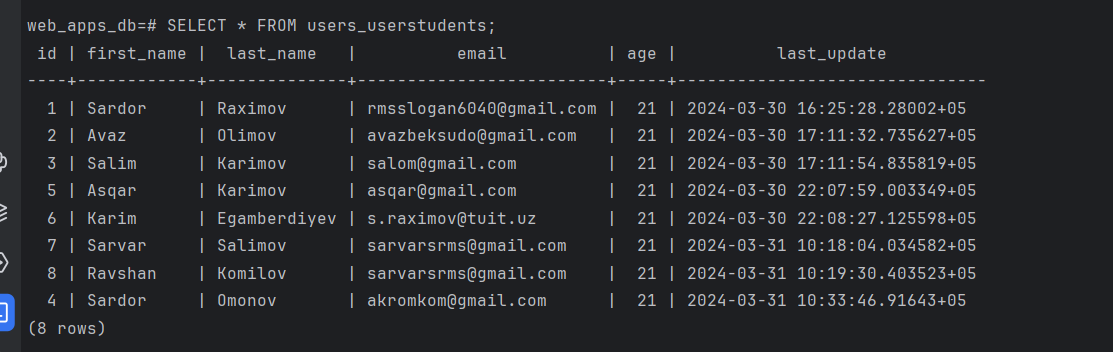 web_apps_db=# SELECT * FROM users_userstudents;
 id | first_name |  last_name   |          email          | age |          last_update
----+------------+--------------+-------------------------+-----+-------------------------------
  1 | Sardor     | Raximov      | rmsslogan6040@gmail.com |  21 | 2024-03-30 16:25:28.28002+05
  2 | Avaz       | Olimov       | avazbeksudo@gmail.com   |  21 | 2024-03-30 17:11:32.735627+05
  3 | Salim      | Karimov      | salom@gmail.com         |  21 | 2024-03-30 17:11:54.835819+05
  5 | Asqar      | Karimov      | asqar@gmail.com         |  21 | 2024-03-30 22:07:59.003349+05
  6 | Karim      | Egamberdiyev | s.raximov@tuit.uz       |  21 | 2024-03-30 22:08:27.125598+05
  7 | Sarvar     | Salimov      | sarvarsrms@gmail.com    |  21 | 2024-03-31 10:18:04.034582+05
  8 | Ravshan    | Komilov      | sarvarsrms@gmail.com    |  21 | 2024-03-31 10:19:30.403523+05
  4 | Sardor     | Omonov       | akromkom@gmail.com      |  21 | 2024-03-31 10:33:46.91643+05
(8 rows)